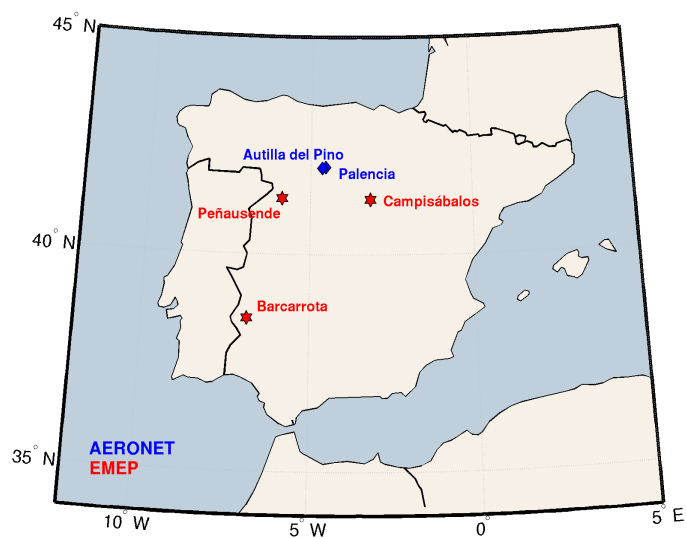 45° N
Autilla del Pino
Palencia
Peñausende
Campisábalos
40° N
Barcarrota
AERONET
35° N
EMEP
10° W
5° W
0°
5° E